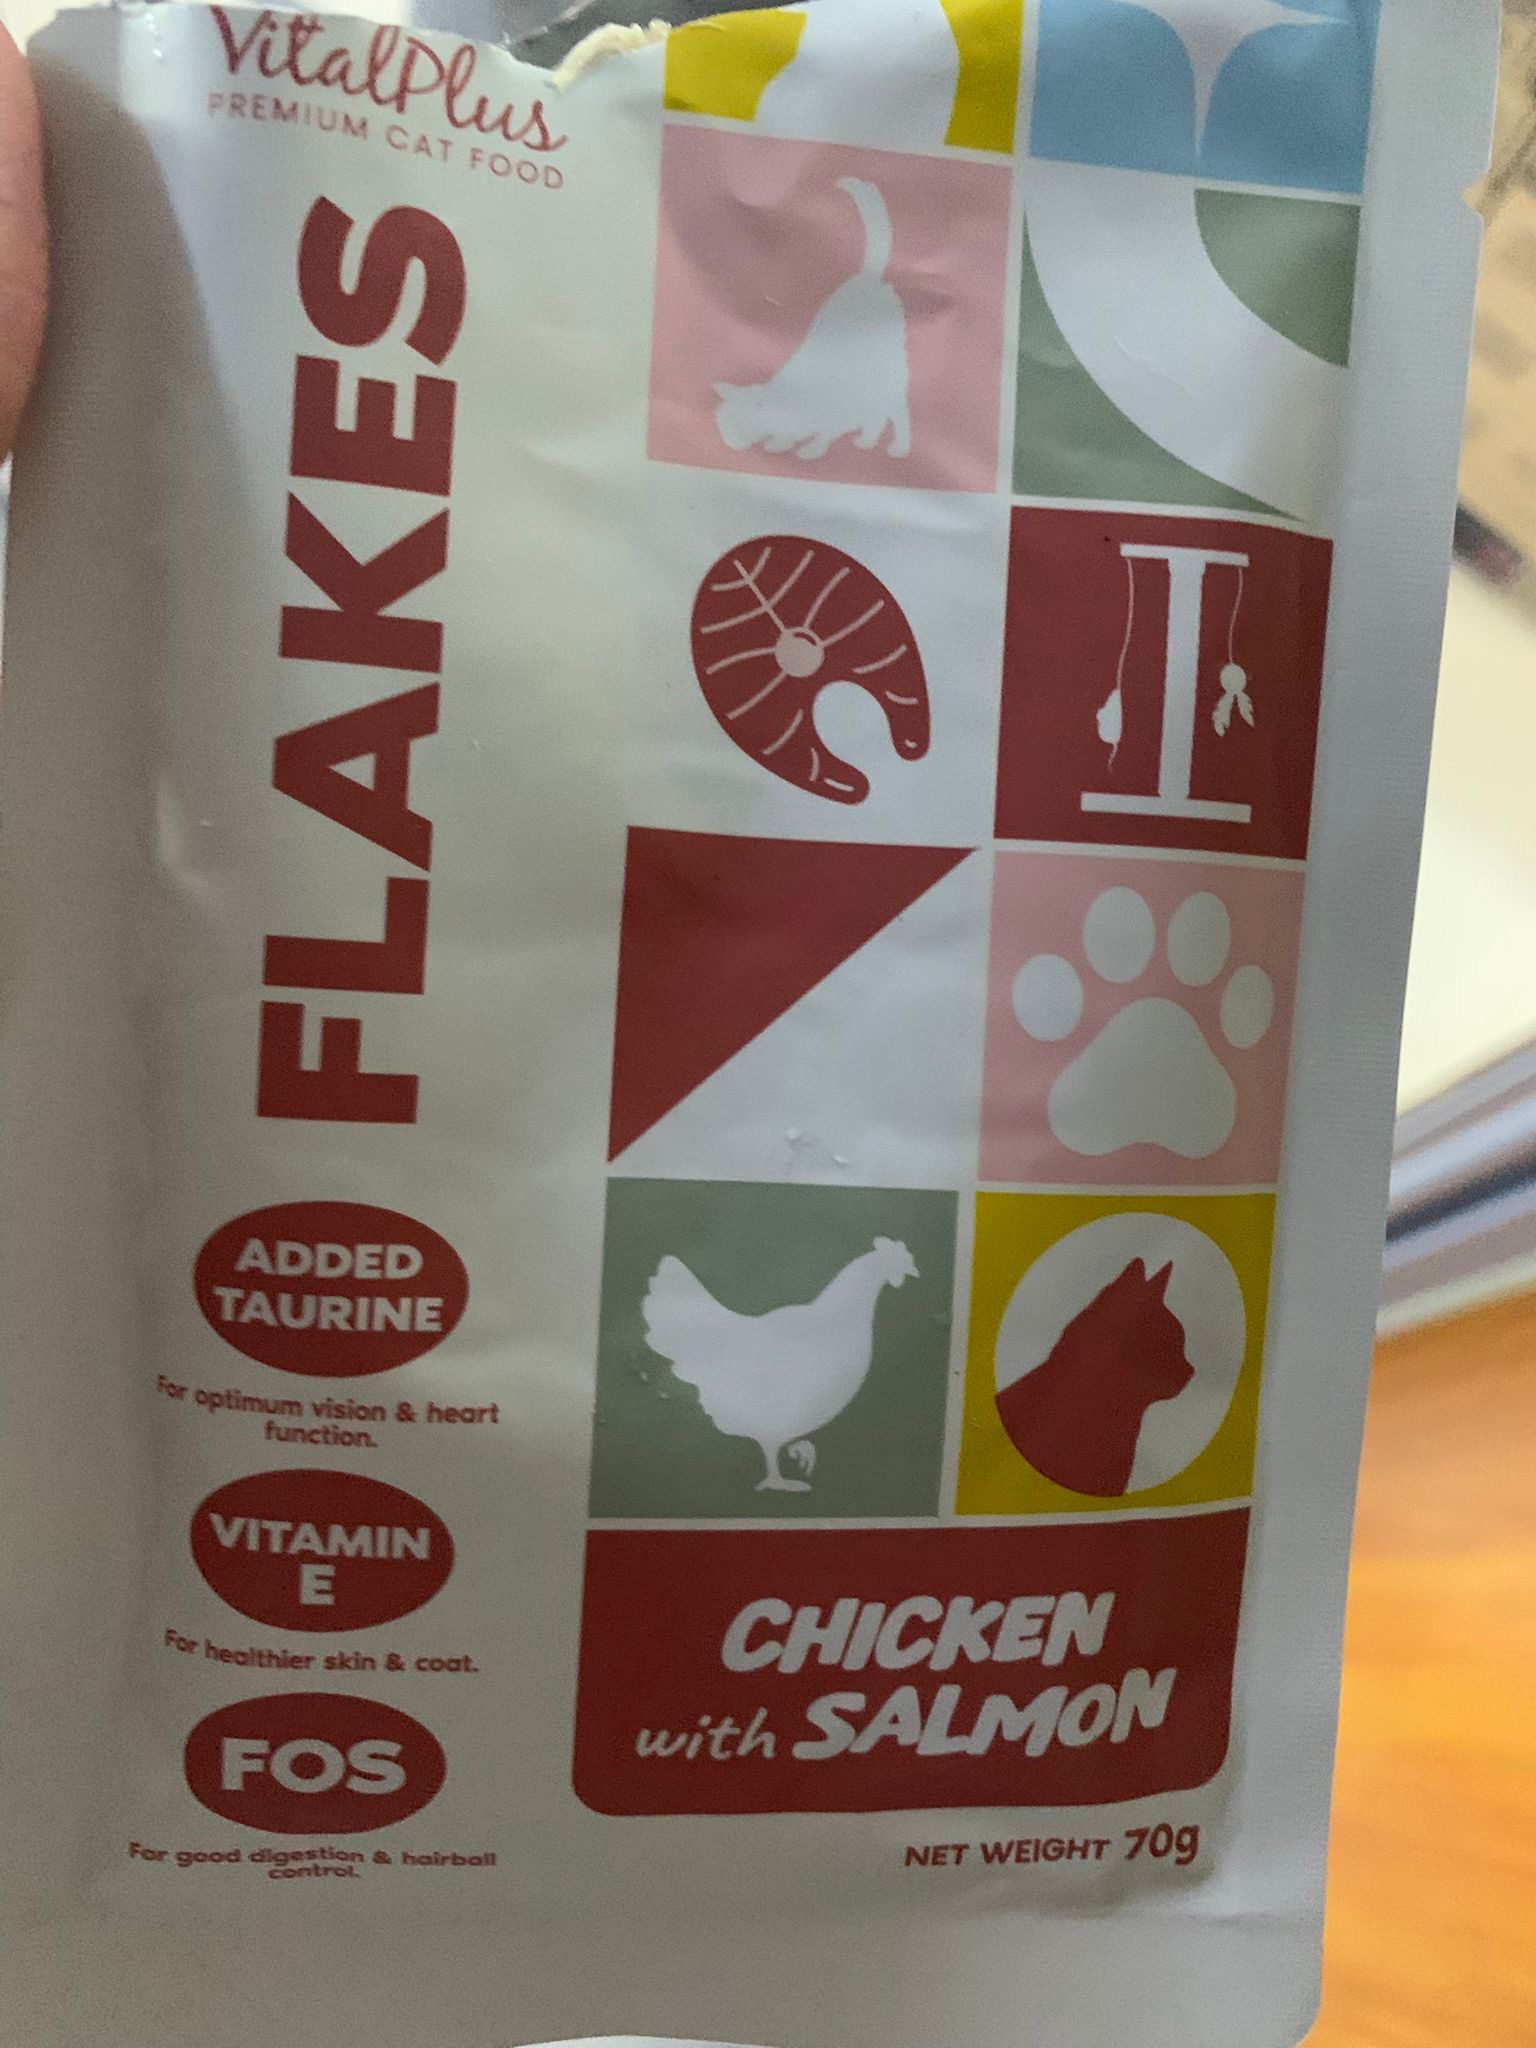 VitalPlus
PREMIUM CAT FOOD
FLAKES
ADDED
TAURINE
For optimum vision & heart
function.
VITAMIN
E
For healthier skin & coat.
FOS
For good digestion & hairball
control.
CHICKEN
with SALMON
NET WEIGHT 70g